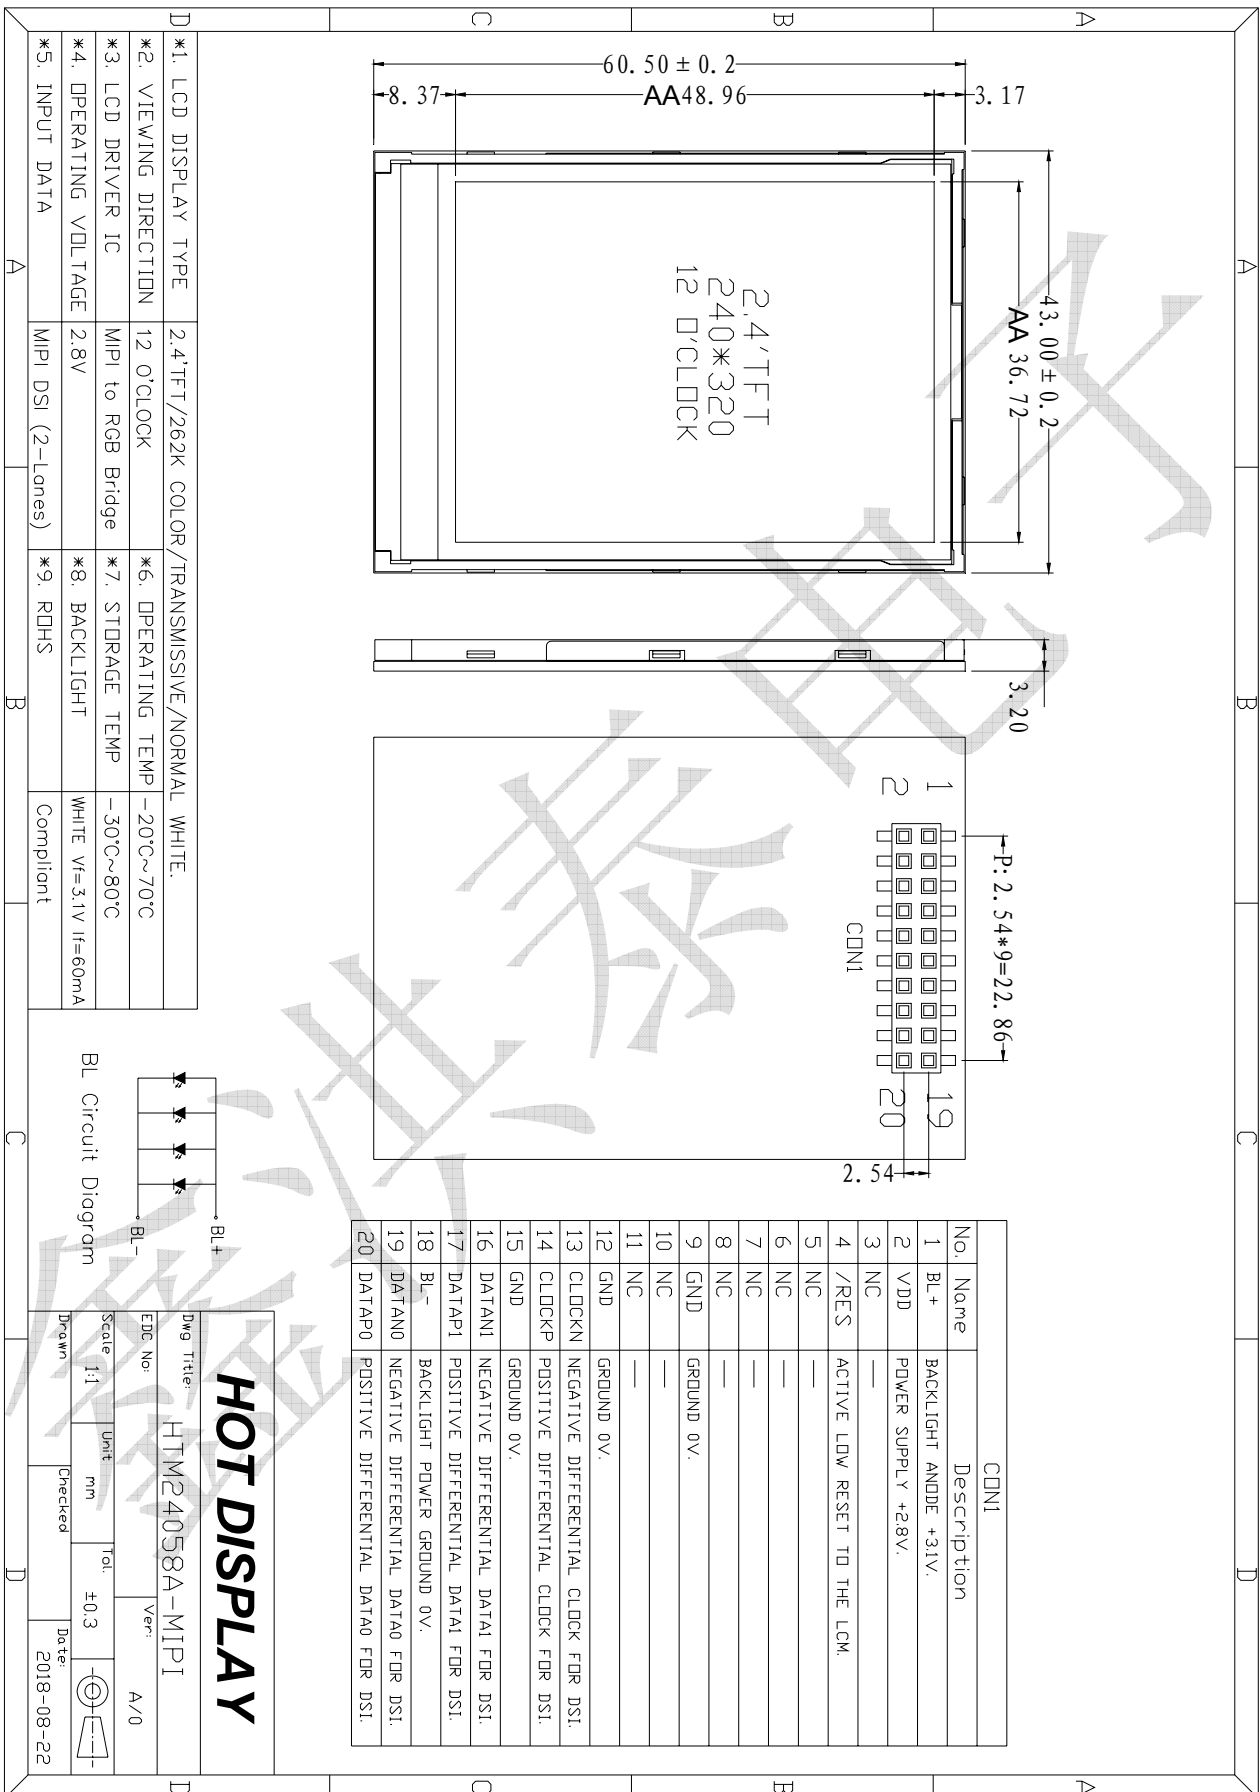 A
B
C
D
A
B
C
D
A
B
C
D
A
B
C
D
60.50±0.2
8.37
AA48.96
3.17
43.00±0.2
AA 36.72
2.4'TFT
240*320
12 O'CLOCK
3.20
1
2
19
20
P:2.54*9=22.86
CON1
2.54
CON1
No. Name Description
1 BL+ BACKLIGHT ANODE +3.1V.
2 VDD POWER SUPPLY +2.8V.
3 NC —
4 /RES ACTIVE LOW RESET TO THE LCM.
5 NC —
6 NC —
7 NC —
8 NC —
9 GND GROUND 0V.
10 NC —
11 NC —
12 GND GROUND 0V.
13 CLOCKN NEGATIVE DIFFERENTIAL CLOCK FOR DSI.
14 CLOCKP POSITIVE DIFFERENTIAL CLOCK FOR DSI.
15 GND GROUND 0V.
16 DATAN1 NEGATIVE DIFFERENTIAL DATA1 FOR DSI.
17 DATAP1 POSITIVE DIFFERENTIAL DATA1 FOR DSI.
18 BL- BACKLIGHT POWER GROUND 0V.
19 DATAN0 NEGATIVE DIFFERENTIAL DATA0 FOR DSI.
20 DATAP0 POSITIVE DIFFERENTIAL DATA0 FOR DSI.
*1. LCD DISPLAY TYPE 2.4'TFT/262K COLOR/TRANSMISSIVE/NORMAL WHITE.
*2. VIEWING DIRECTION 12 O'CLOCK *6. OPERATING TEMP -20°C~70°C
*3. LCD DRIVER IC MIPI to RGB Bridge *7. STORAGE TEMP -30°C~80°C
*4. OPERATING VOLTAGE 2.8V *8. BACKLIGHT WHITE Vf=3.1V If=60mA
*5. INPUT DATA MIPI DSI (2-Lanes) *9. ROHS Compliant
BL+
BL-
BL Circuit Diagram
HOT DISPLAY
Dwg Title: HTM24058A-MIPI
EDC No: Ver: A/0
Scale 1:1 Unit mm Tol. ±0.3
Drawn Checked Date: 2018-08-22
鑫洪泰电子